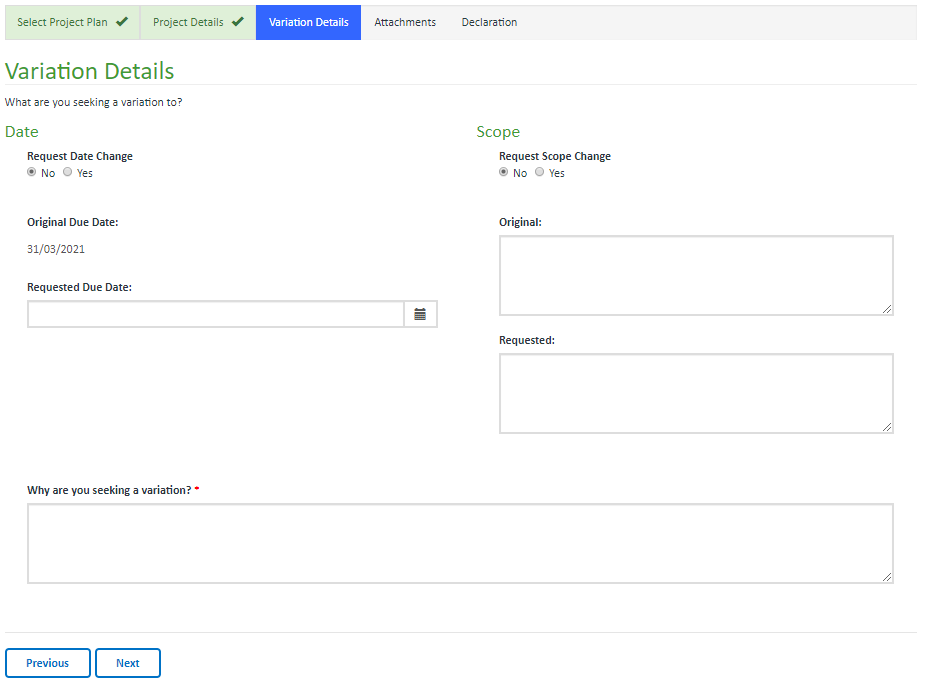 Select Project Plan
Project Details
Variation Details
Attachments
Declaration
Variation Details
What are you seeking a variation to?
Date
Request Date Change
No Yes
Original Due Date:
31/03/2021
Requested Due Date:
Scope
Request Scope Change
No Yes
Original:
Requested:
Why are you seeking a variation? *
Previous
Next